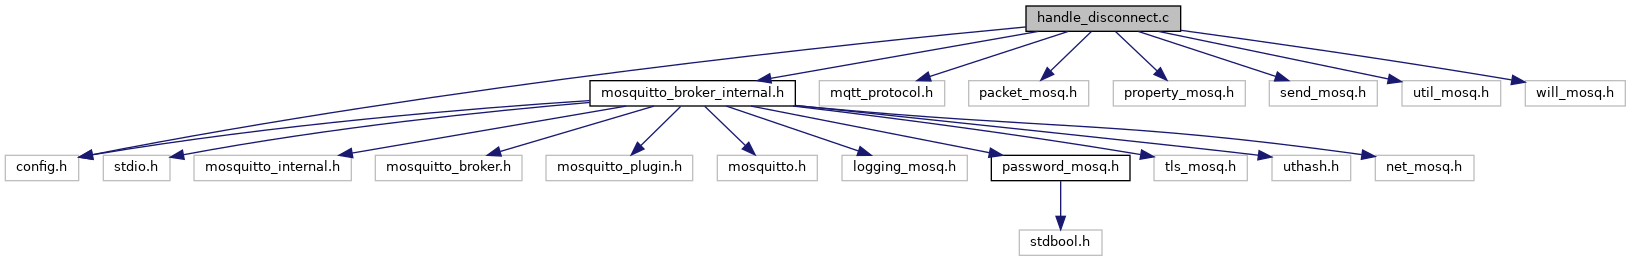 handle_disconnect.c
mosquitto_broker_internal.h
mqtt_protocol.h
packet_mosq.h
property_mosq.h
send_mosq.h
util_mosq.h
will_mosq.h
config.h
stdio.h
mosquitto_internal.h
mosquitto_broker.h
mosquitto_plugin.h
mosquitto.h
logging_mosq.h
password_mosq.h
tls_mosq.h
uthash.h
net_mosq.h
stdbool.h